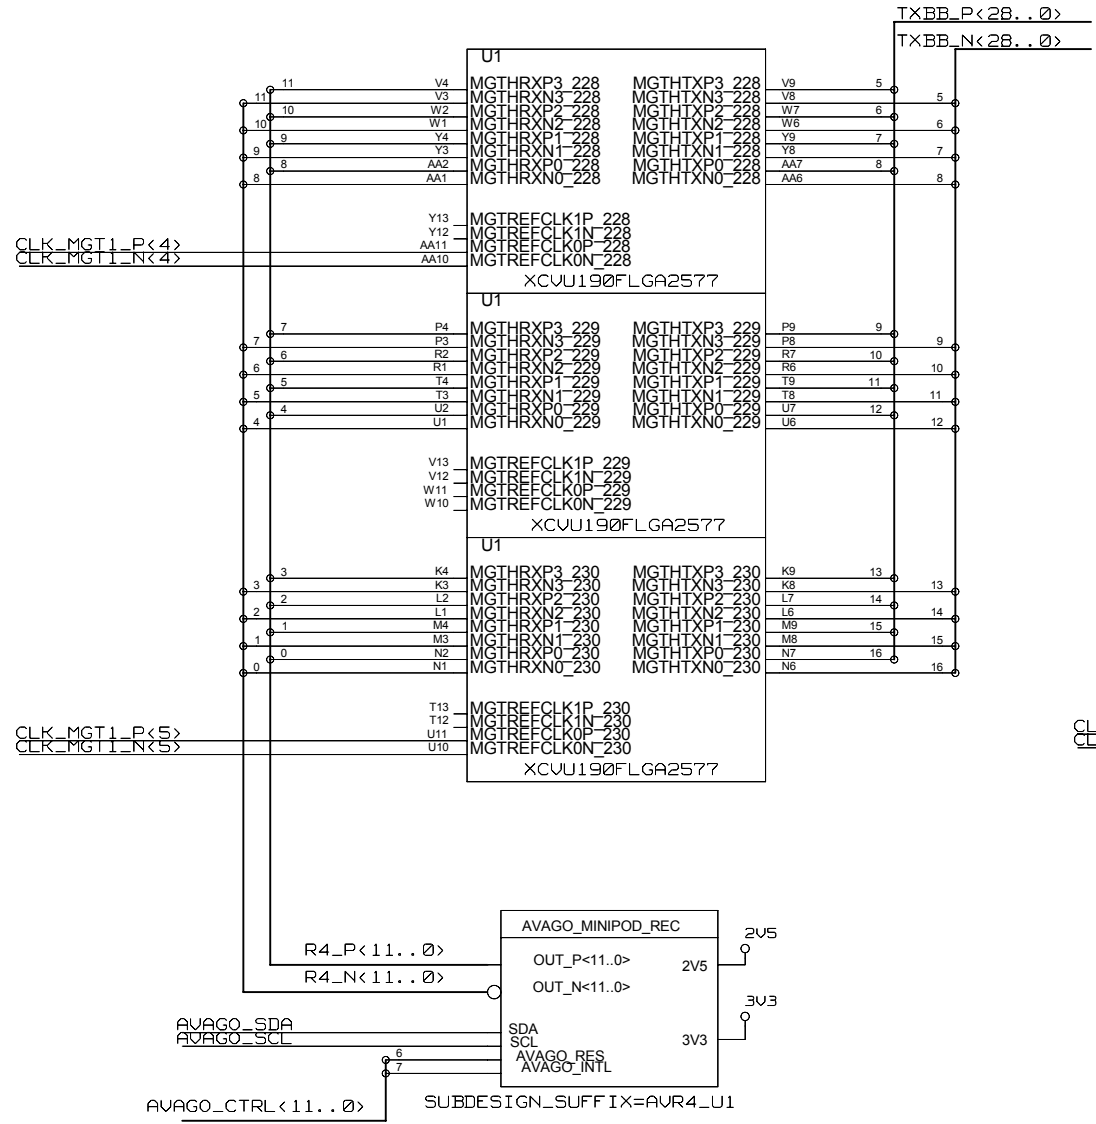 TXBB_P<28..0>
TXBB_N<28..0>
U1
11 V4 MGTHRXP3_228 MGTHTXP3_228 V9 5
11 V3 MGTHRXN3_228 MGTHTXN3_228 V8 5
10 W2 MGTHRXP2_228 MGTHTXP2_228 W7 6
10 W1 MGTHRXN2_228 MGTHTXN2_228 W6 6
9 Y4 MGTHRXP1_228 MGTHTXP1_228 Y9 7
9 Y3 MGTHRXN1_228 MGTHTXN1_228 Y8 7
8 AA2 MGTHRXP0_228 MGTHTXP0_228 AA7 8
8 AA1 MGTHRXN0_228 MGTHTXN0_228 AA6 8
Y13 MGTREFCLK1P_228
Y12 MGTREFCLK1N_228
CLK_MGT1_P<4> AA11 MGTREFCLK0P_228
CLK_MGT1_N<4> AA10 MGTREFCLK0N_228
XCVU190FLGA2577
U1
7 P4 MGTHRXP3_229 MGTHTXP3_229 P9 9
7 P3 MGTHRXN3_229 MGTHTXN3_229 P8 9
6 R2 MGTHRXP2_229 MGTHTXP2_229 R7 10
6 R1 MGTHRXN2_229 MGTHTXN2_229 R6 10
5 T4 MGTHRXP1_229 MGTHTXP1_229 T9 11
5 T3 MGTHRXN1_229 MGTHTXN1_229 T8 11
4 U2 MGTHRXP0_229 MGTHTXP0_229 U7 12
4 U1 MGTHRXN0_229 MGTHTXN0_229 U6 12
V13 MGTREFCLK1P_229
V12 MGTREFCLK1N_229
W11 MGTREFCLK0P_229
W10 MGTREFCLK0N_229
XCVU190FLGA2577
U1
3 K4 MGTHRXP3_230 MGTHTXP3_230 K9 13
3 K3 MGTHRXN3_230 MGTHTXN3_230 K8 13
2 L2 MGTHRXP2_230 MGTHTXP2_230 L7 14
2 L1 MGTHRXN2_230 MGTHTXN2_230 L6 14
1 M4 MGTHRXP1_230 MGTHTXP1_230 M9 15
1 M3 MGTHRXN1_230 MGTHTXN1_230 M8 15
0 N2 MGTHRXP0_230 MGTHTXP0_230 N7 16
0 N1 MGTHRXN0_230 MGTHTXN0_230 N6 16
T13 MGTREFCLK1P_230
T12 MGTREFCLK1N_230
CLK_MGT1_P<5> U11 MGTREFCLK0P_230 CL
CLK_MGT1_N<5> U10 MGTREFCLK0N_230 CL
XCVU190FLGA2577
AVAGO_MINIPOD_REC
R4_P<11..0> OUT_P<11..0> 2V5 2V5
R4_N<11..0> OUT_N<11..0>
3V3
AVAGO_SDA SDA
AVAGO_SCL SCL 3V3
6 AVAGO_RES
7 AVAGO_INTL
AVAGO_CTRL<11..0> SUBDESIGN_SUFFIX=AVR4_U1